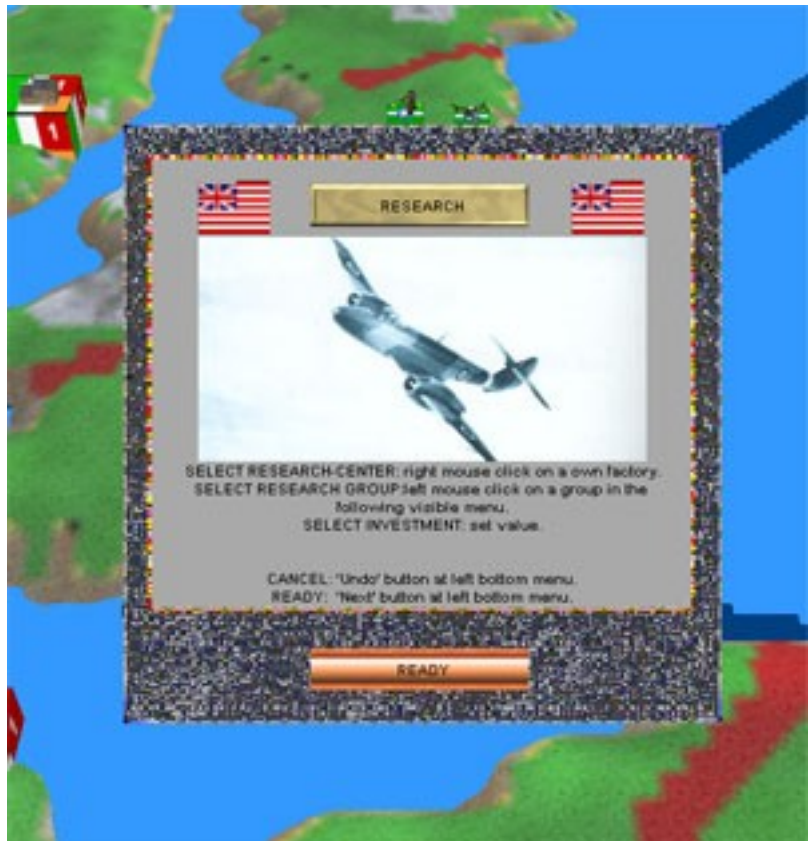 1
RESEARCH
SELECT RESEARCH-CENTER: right mouse click on a own factory.
SELECT RESEARCH GROUP:left mouse click on a group in the
following visible menu.
SELECT INVESTMENT: set value.
CANCEL: 'Undo' button at left bottom menu.
READY: 'Next' button at left bottom menu.
READY